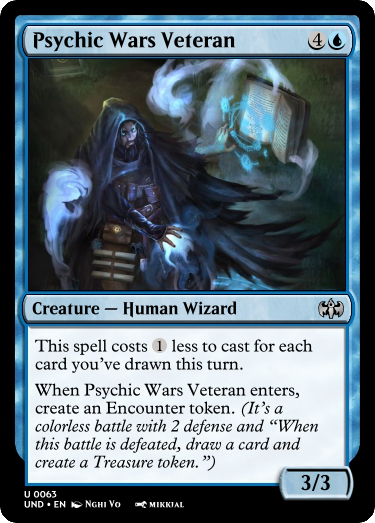 Psychic Wars Veteran 4
Creature — Human Wizard
This spell costs 1 less to cast for each
card you've drawn this turn.
When Psychic Wars Veteran enters,
create an Encounter token. (It's a
colorless battle with 2 defense and “When
this battle is defeated, draw a card and
create a Treasure token.”)
3/3
U 0063
UND • EN Nghi Vo mikkial